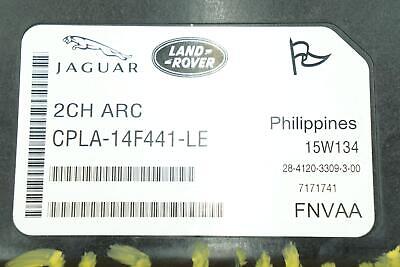 JAGUAR
LAND ROVER
2CH ARC
CPLA-14F441-LE
Philippines
15W134
28-4120-3309-3-00
7171741
FNVAA